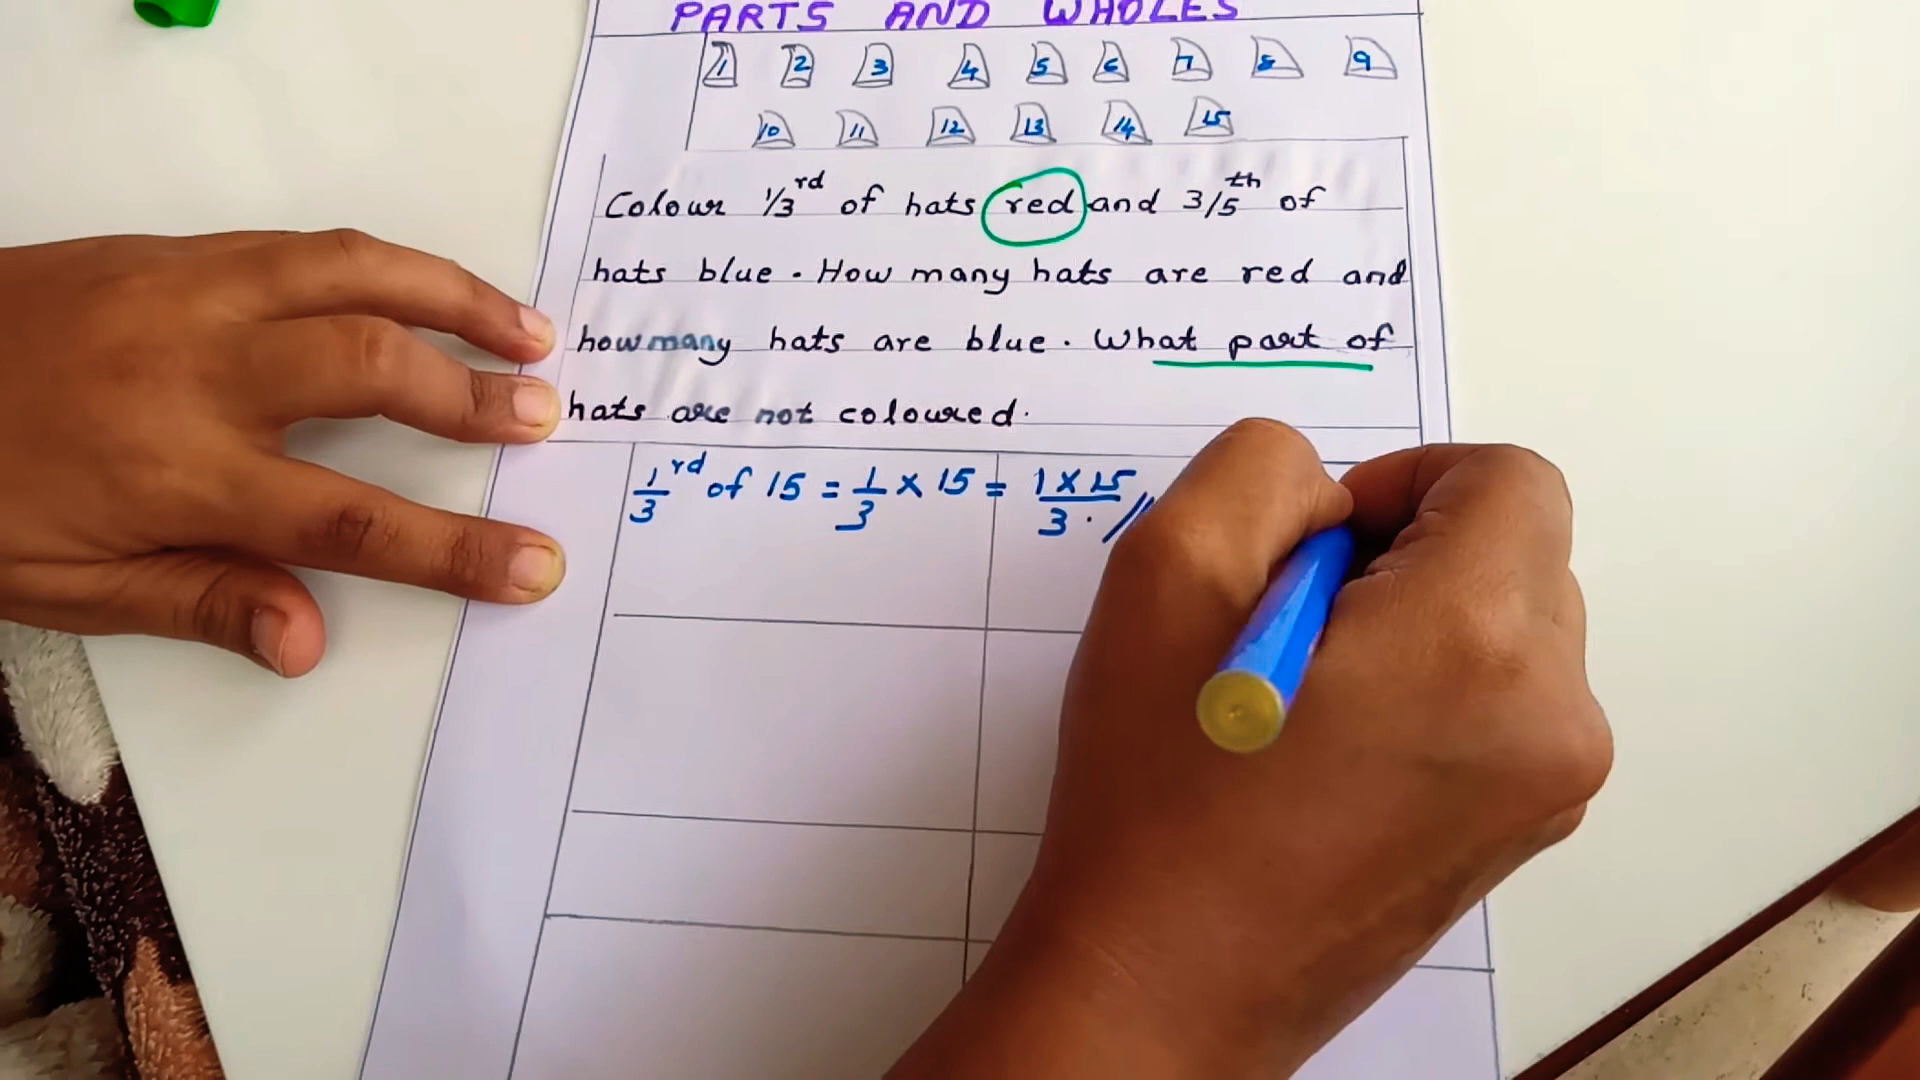 PARTS AND WHOLES
1 2 3 4 5 6 7 8 9
10 11 12 13 14 15
Colour 1/3rd of hats red and 3/5th of
hats blue. How many hats are red and
how many hats are blue. What part of
hats are not coloured.
1/3rd of 15 = 1/3 × 15 = 1 × 15/3 . //